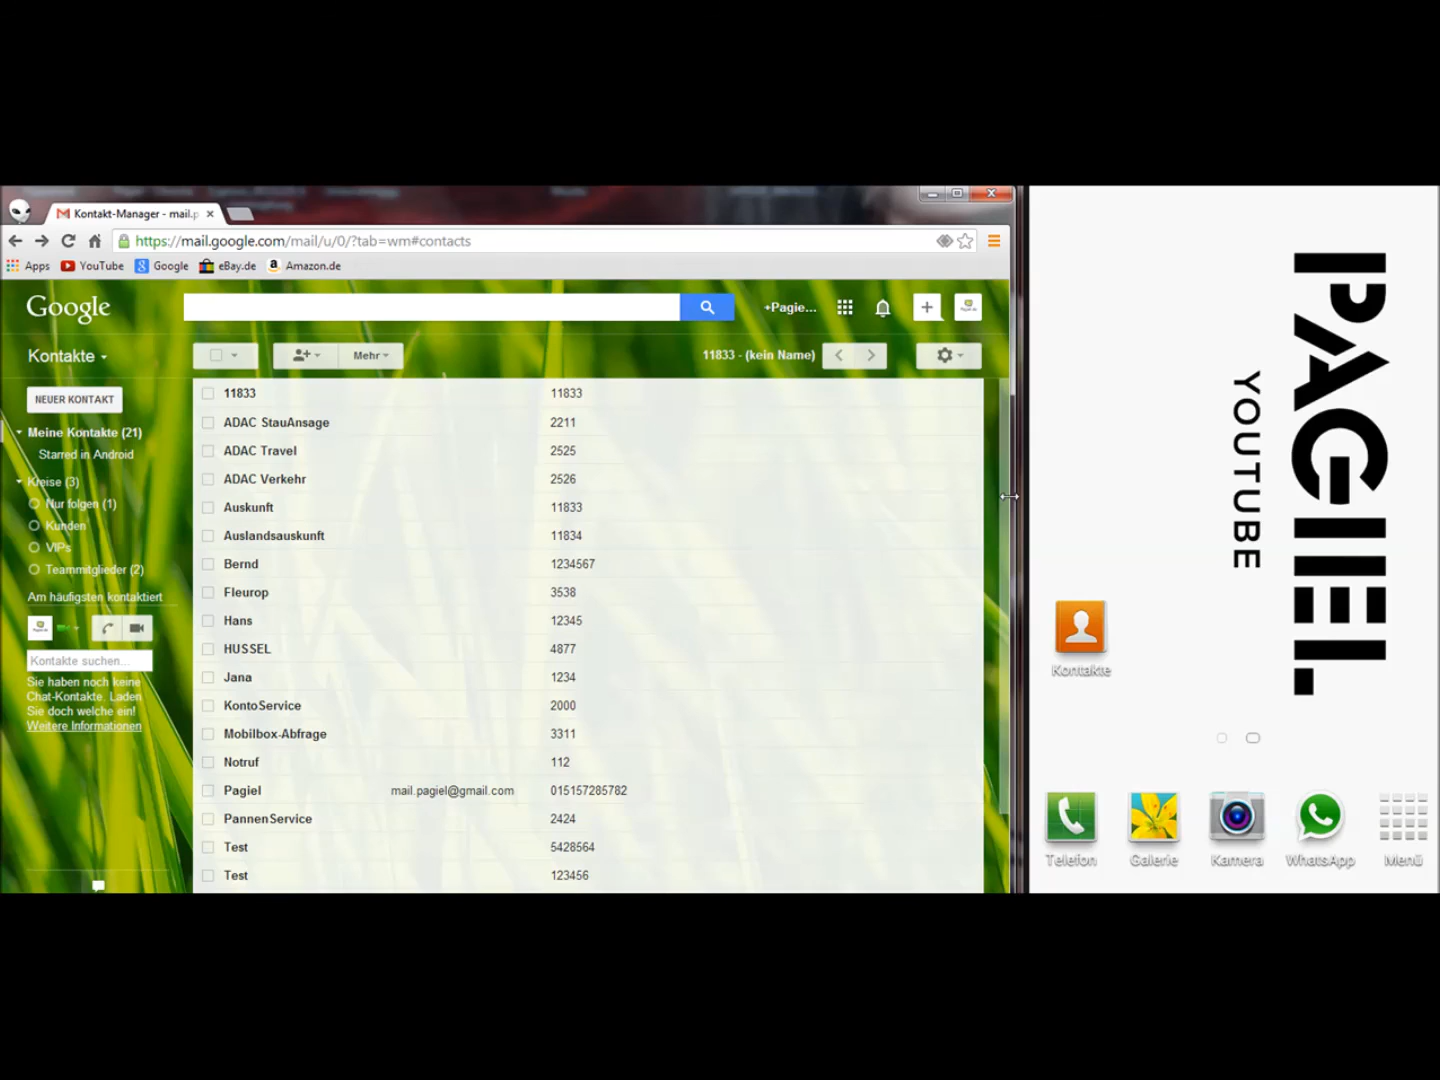 Kontakt-Manager - mail.p
https://mail.google.com/mail/u/0/?tab=wm#contacts
Apps YouTube Google eBay.de Amazon.de
Google +Pagie...
Kontakte Mehr 11833 - (kein Name)
NEUER KONTAKT
Meine Kontakte (21)
Starred in Android
Kreise (3)
Nur folgen (1)
Kunden
VIPs
Teammitglieder (2)
Am häufigsten kontaktiert
Kontakte suchen...
Sie haben noch keine
Chat-Kontakte. Laden
Sie doch welche ein!
Weitere Informationen
11833 11833
ADAC StauAnsage 2211
ADAC Travel 2525
ADAC Verkehr 2526
Auskunft 11833
Auslandsauskunft 11834
Bernd 1234567
Fleurop 3538
Hans 12345
HUSSEL 4877
Jana 1234
KontoService 2000
Mobilbox-Abfrage 3311
Notruf 112
Pagiel mail.pagiel@gmail.com 015157285782
PannenService 2424
Test 5428564
Test 123456
PAGIEL
YOUTUBE
Kontakte
Telefon Galerie Kamera WhatsApp Menü